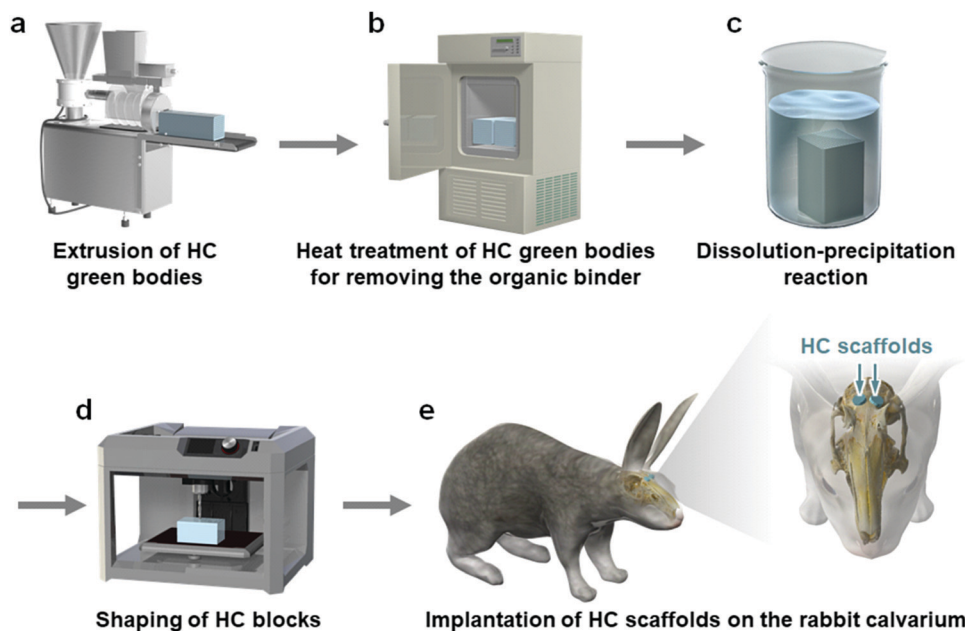 a
b
c
Extrusion of HC
green bodies
Heat treatment of HC green bodies
for removing the organic binder
Dissolution-precipitation
reaction
d
e
HC scaffolds
Shaping of HC blocks
Implantation of HC scaffolds on the rabbit calvarium